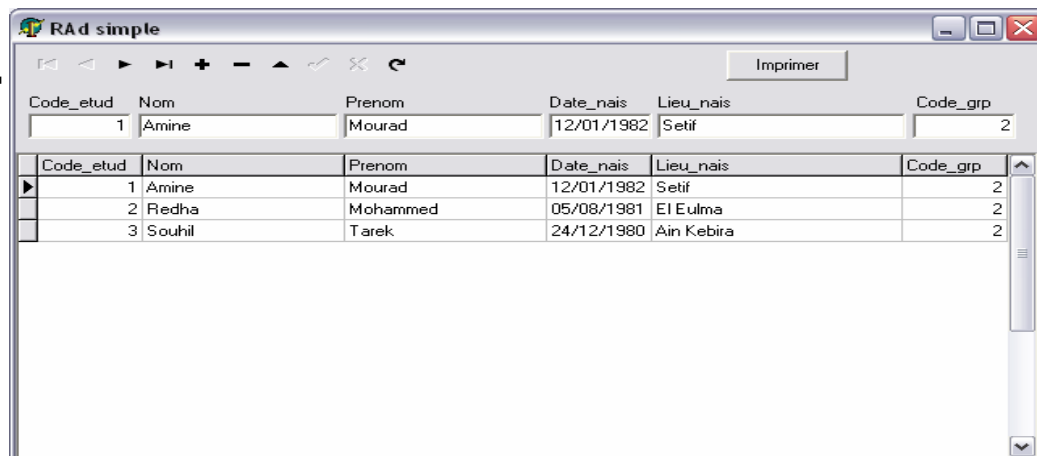 RAd simple
Imprimer
Code_etud Nom Prenom Date_nais Lieu_nais Code_grp
1 Amine Mourad 12/01/1982 Setif 2
Code_etud Nom Prenom Date_nais Lieu_nais Code_grp
1 Amine Mourad 12/01/1982 Setif 2
2 Redha Mohammed 05/08/1981 El Eulma 2
3 Souhil Tarek 24/12/1980 Ain Kebira 2